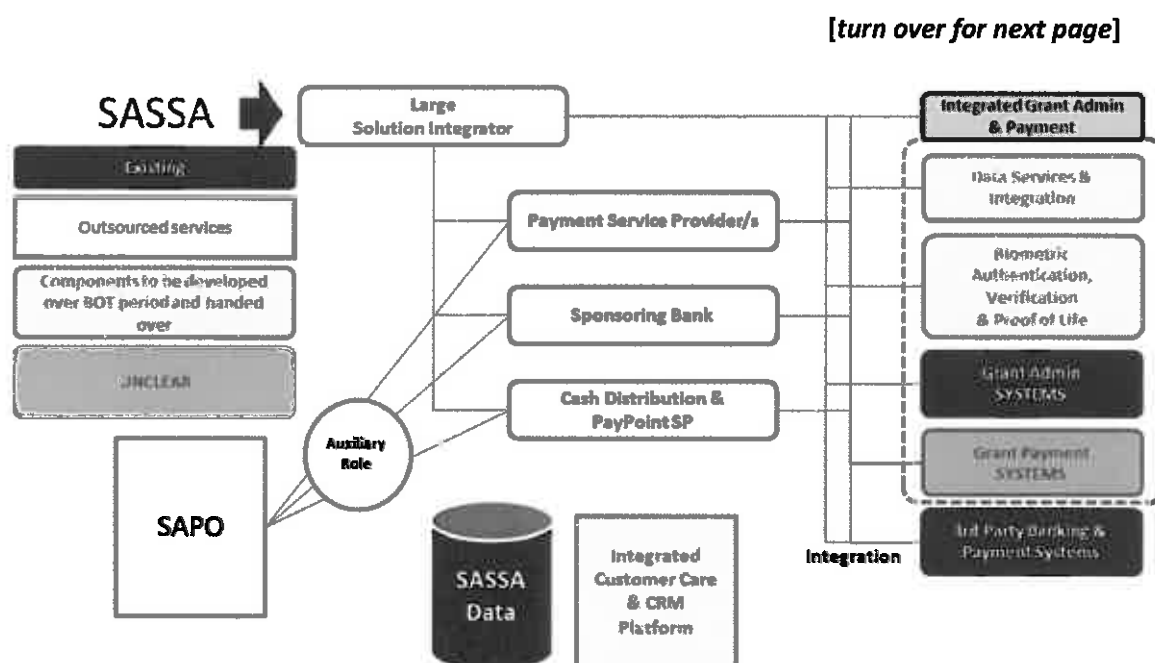 [turn over for next page]
SASSA
Large
Solution Integrator
Integrated Grant Admin
& Payment
Existing
Outsourced services
Components to be developed
over BOT period and handed
over
UNCLEAR
Payment Service Provider/s
Sponsoring Bank
Cash Distribution &
PayPoint SP
Data Services &
Integration
Biometric
Authentication,
Verification
& Proof of Life
Grant Admin
SYSTEMS
Grant Payment
SYSTEMS
3rd Party Banking &
Payment Systems
Auxiliary
Role
SAPO
SASSA
Data
Integrated
Customer Care
& CRM
Platform
Integration